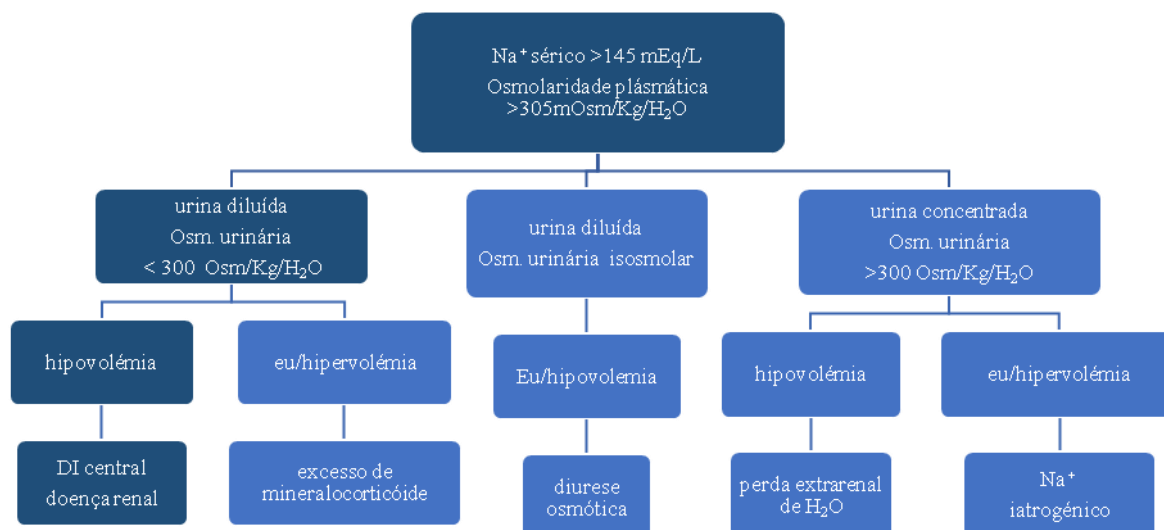 Na⁺ sérico >145 mEq/L
Osmolaridade plásmática
>305mOsm/Kg/H₂O
urina diluída
Osm. urinária
< 300 Osm/Kg/H₂O
urina diluída
Osm. urinária isosmolar
urina concentrada
Osm. urinária
>300 Osm/Kg/H₂O
hipovolémia
eu/hipervolémia
Eu/hipovolemia
hipovolémia
eu/hipervolémia
DI central
doença renal
excesso de
mineralocorticóide
diurese
osmótica
perda extrarenal
de H₂O
Na⁺
iatrogénico